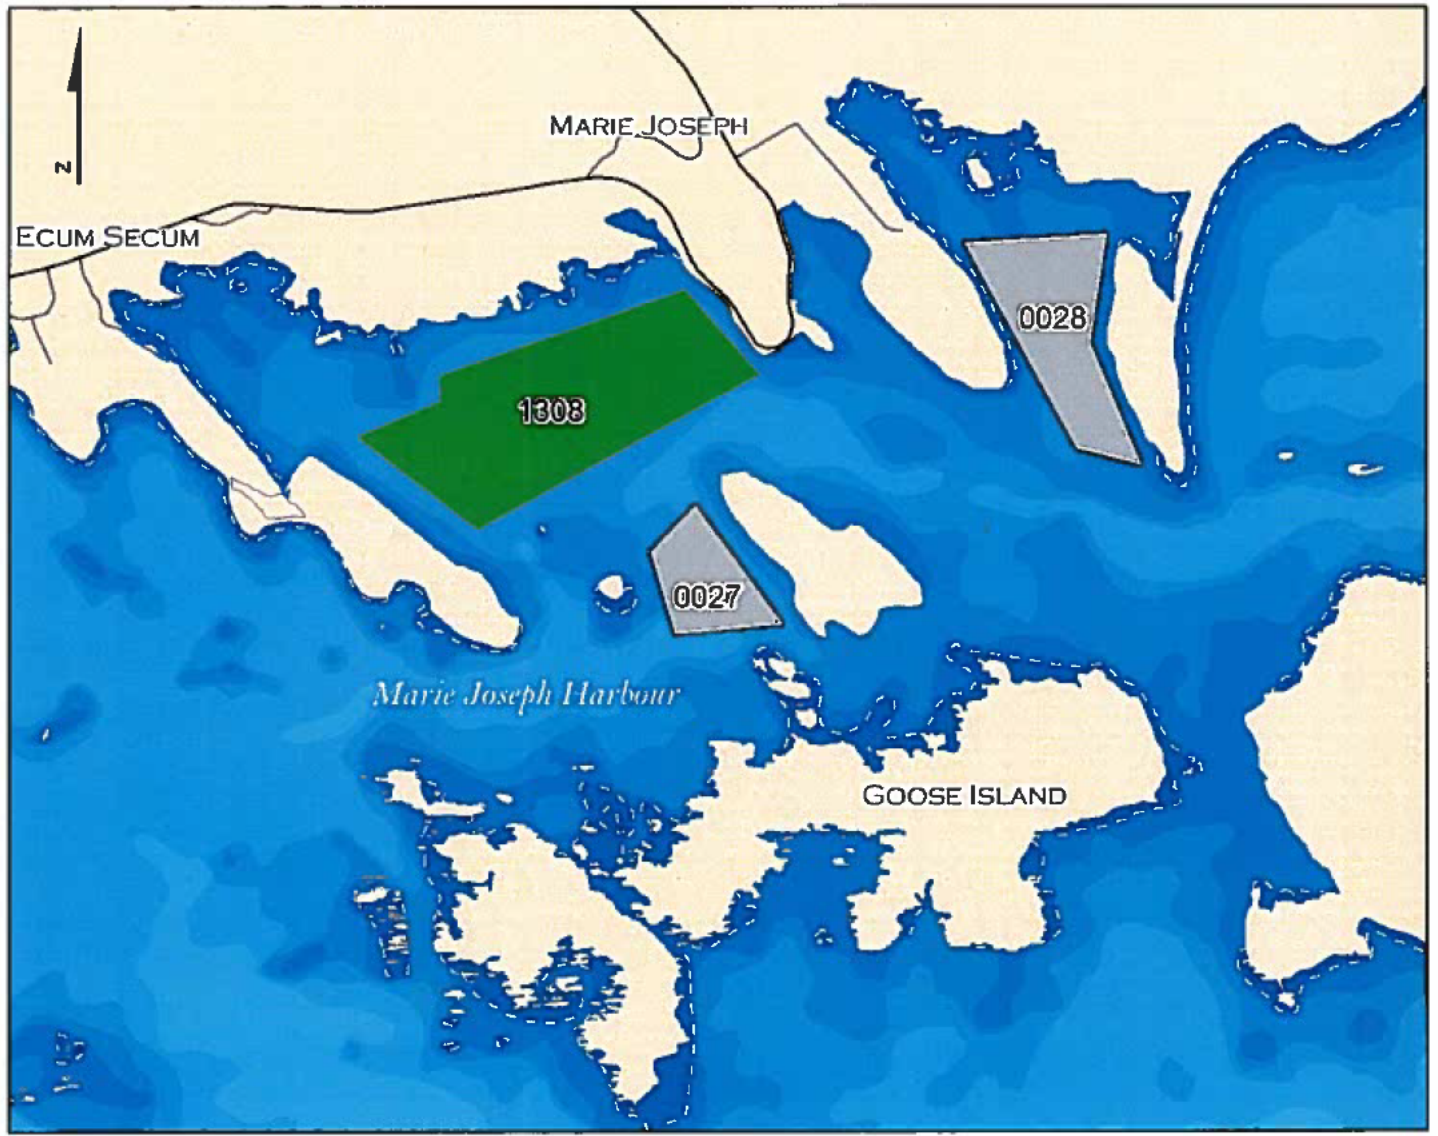 MARIE JOSEPH
N
ECUM SECUM
0028
1308
0027
Marie Joseph Harbour
GOOSE ISLAND